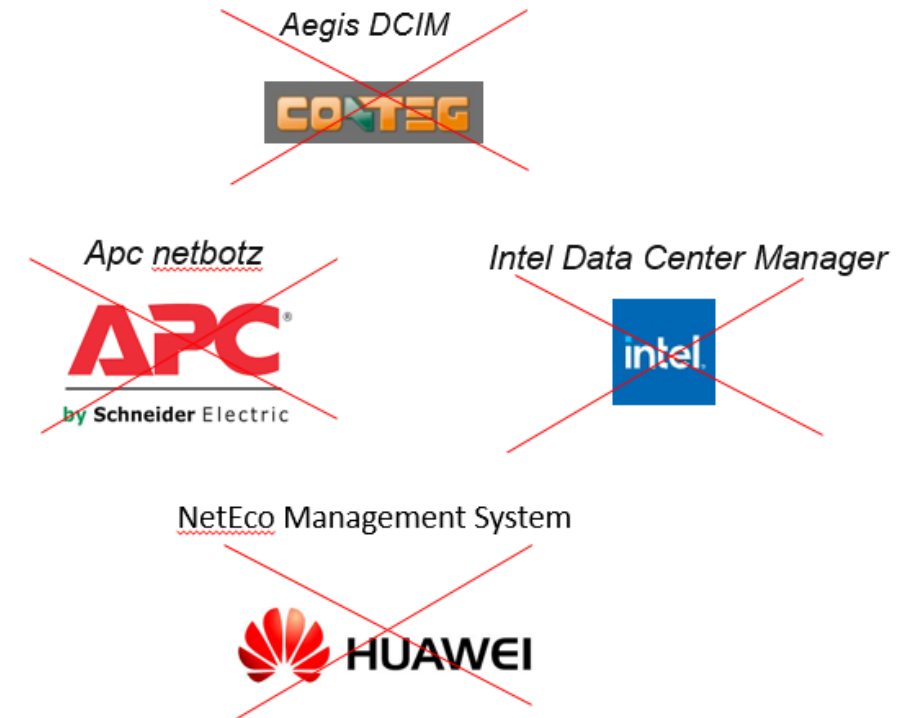 Aegis DCIM
CONTEG
Apc netbotz
APC®
by Schneider Electric
Intel Data Center Manager
intel.
NetEco Management System
HUAWEI